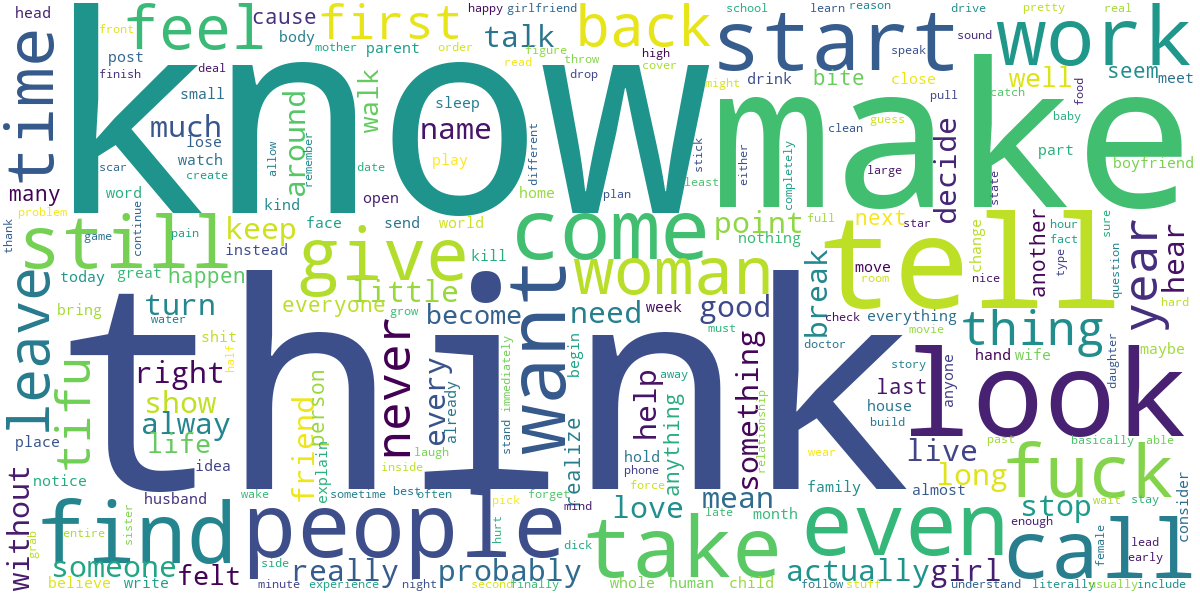 know
make
think
tell
look
people
take
find
even
call
come
give
want
start
work
still
woman
fuck
back
first
feel
time
leave
tifu
thing
year
never
talk
cause
happy
girlfriend
school
learn
reason
drive
pretty
real
head
front
body
mother
parent
order
figure
throw
read
drop
high
cover
might
drink
bite
speak
close
sound
well
seem
meet
post
finish
deal
small
much
lose
watch
create
scar
around
remember
allow
walk
date
sleep
name
play
different
stick
least
plan
either
clean
completely
guess
pull
large
decide
state
catch
food
baby
part
boyfriend
many
word
problem
thank
game
continue
pain
kind
open
home
face
send
world
keep
instead
kill
point
nothing
full
next
star
move
room
change
nice
another
hour
fact
type
sure
question
hear
hard
today
great
happen
bring
turn
water
everyone
little
grow
become
need
week
good
must
break
check
everything
doctor
movie
story
shit
half
right
show
alway
life
idea
place
notice
friend
person
explain
every
already
laugh
inside
stand
immediately
begin
realize
help
away
anything
hold
phone
force
something
relationship
wear
last
house
build
hand
wife
anyone
daughter
maybe
live
long
past
basically
able
almost
family
without
husband
wake
sometime
best
often
pick
forget
mind
hurt
dick
love
mean
late
month
stop
wait
stay
enough
consider
grab
entire
sister
someone
believe
write
felt
side
minute
experience
really
night
probably
second
finally
whole
human
child
actually
girl
follow
stuff
understand
literally
usually
include
female
lead
early